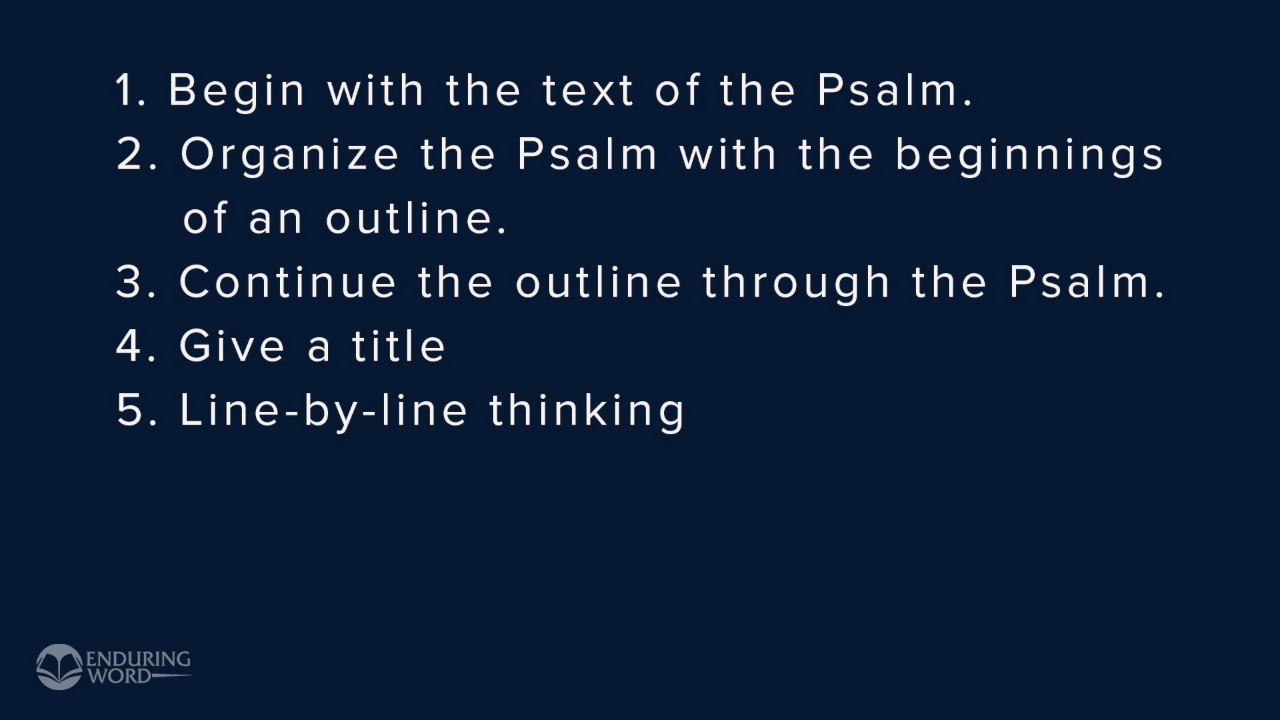 1. Begin with the text of the Psalm.
2. Organize the Psalm with the beginnings
of an outline.
3. Continue the outline through the Psalm.
4. Give a title
5. Line-by-line thinking
ENDURING
WORD